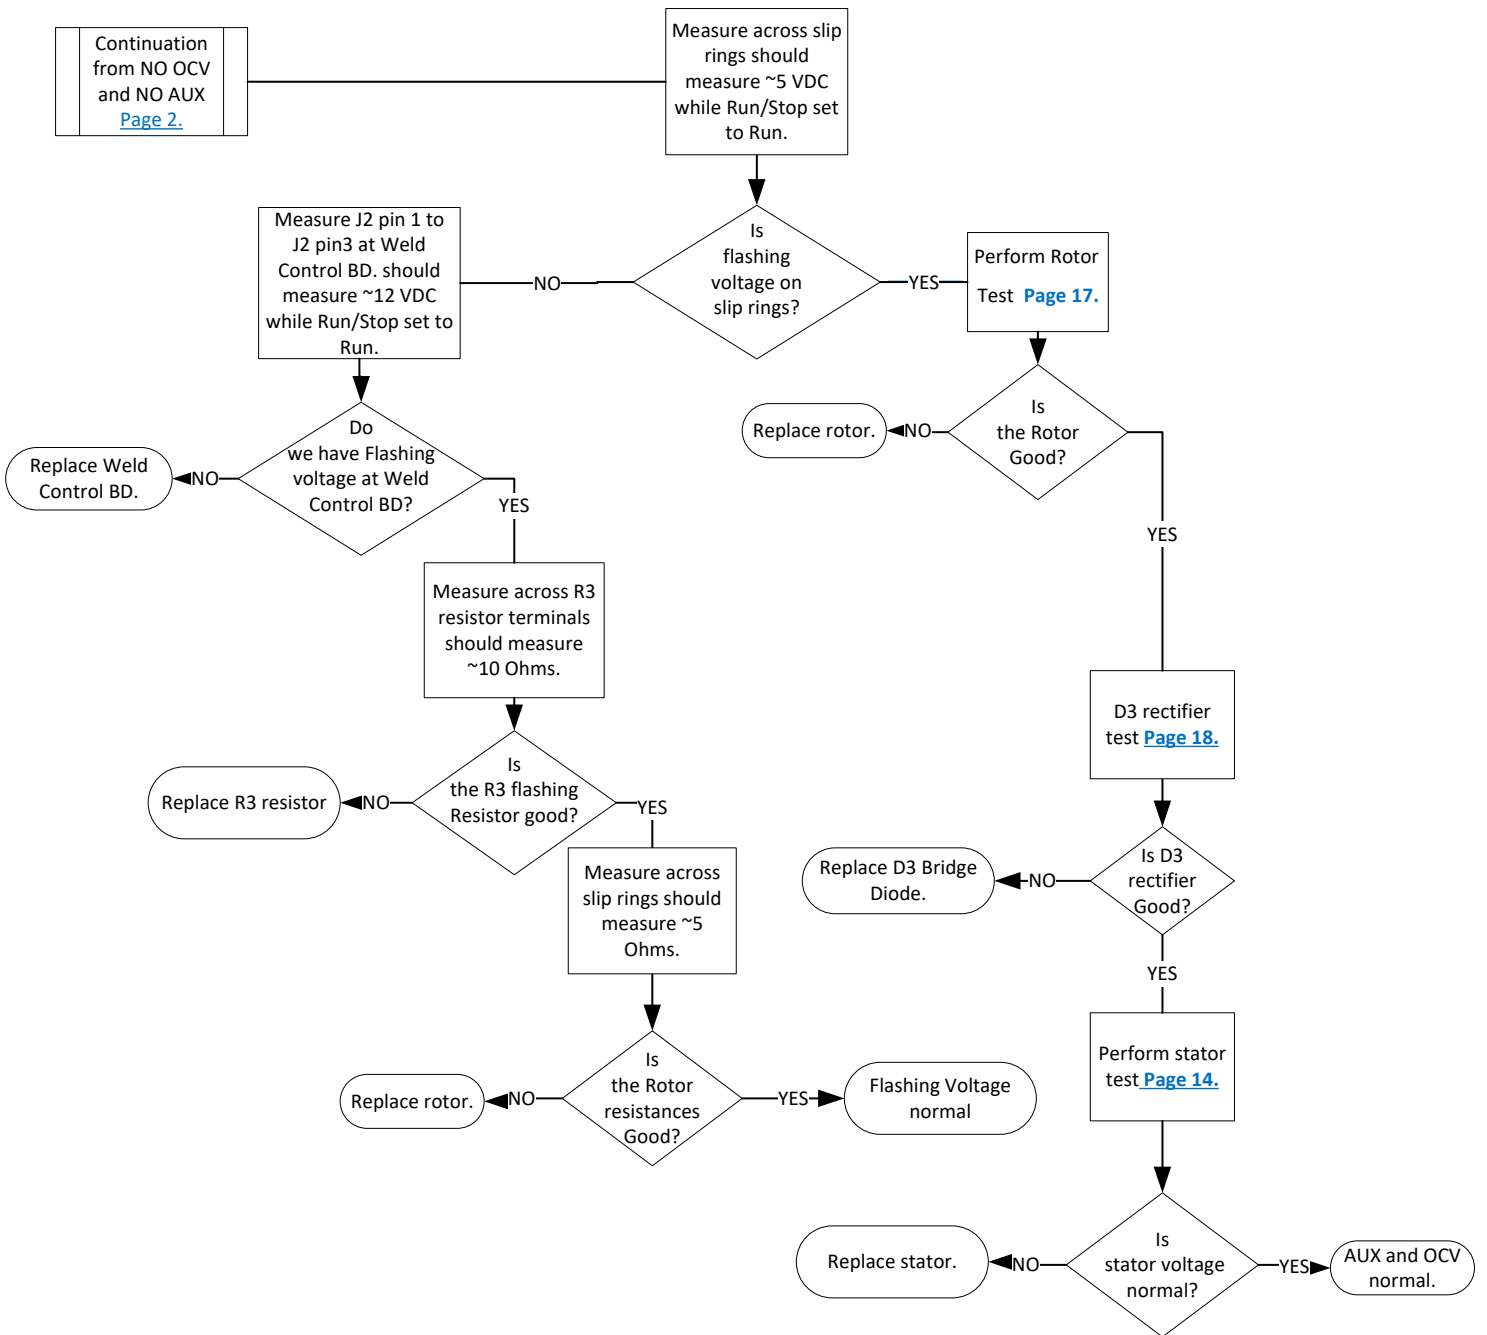 Continuation
from NO OCV
and NO AUX
Page 2.
Measure across slip
rings should
measure ~5 VDC
while Run/Stop set
to Run.
Measure J2 pin 1 to
J2 pin3 at Weld
Control BD. should
measure ~12 VDC
while Run/Stop set to
Run.
NO
Is
flashing
voltage on
slip rings?
YES
Perform Rotor
Test Page 17.
Replace Weld
Control BD.
NO
Do
we have Flashing
voltage at Weld
Control BD?
YES
Replace rotor.
NO
Is
the Rotor
Good?
YES
Measure across R3
resistor terminals
should measure
~10 Ohms.
D3 rectifier
test Page 18.
Replace R3 resistor
NO
Is
the R3 flashing
Resistor good?
YES
Measure across
slip rings should
measure ~5
Ohms.
Replace D3 Bridge
Diode.
NO
Is D3
rectifier
Good?
YES
Perform stator
test Page 14.
Replace rotor.
NO
Is
the Rotor
resistances
Good?
YES
Flashing Voltage
normal
Replace stator.
NO
Is
stator voltage
normal?
YES
AUX and OCV
normal.